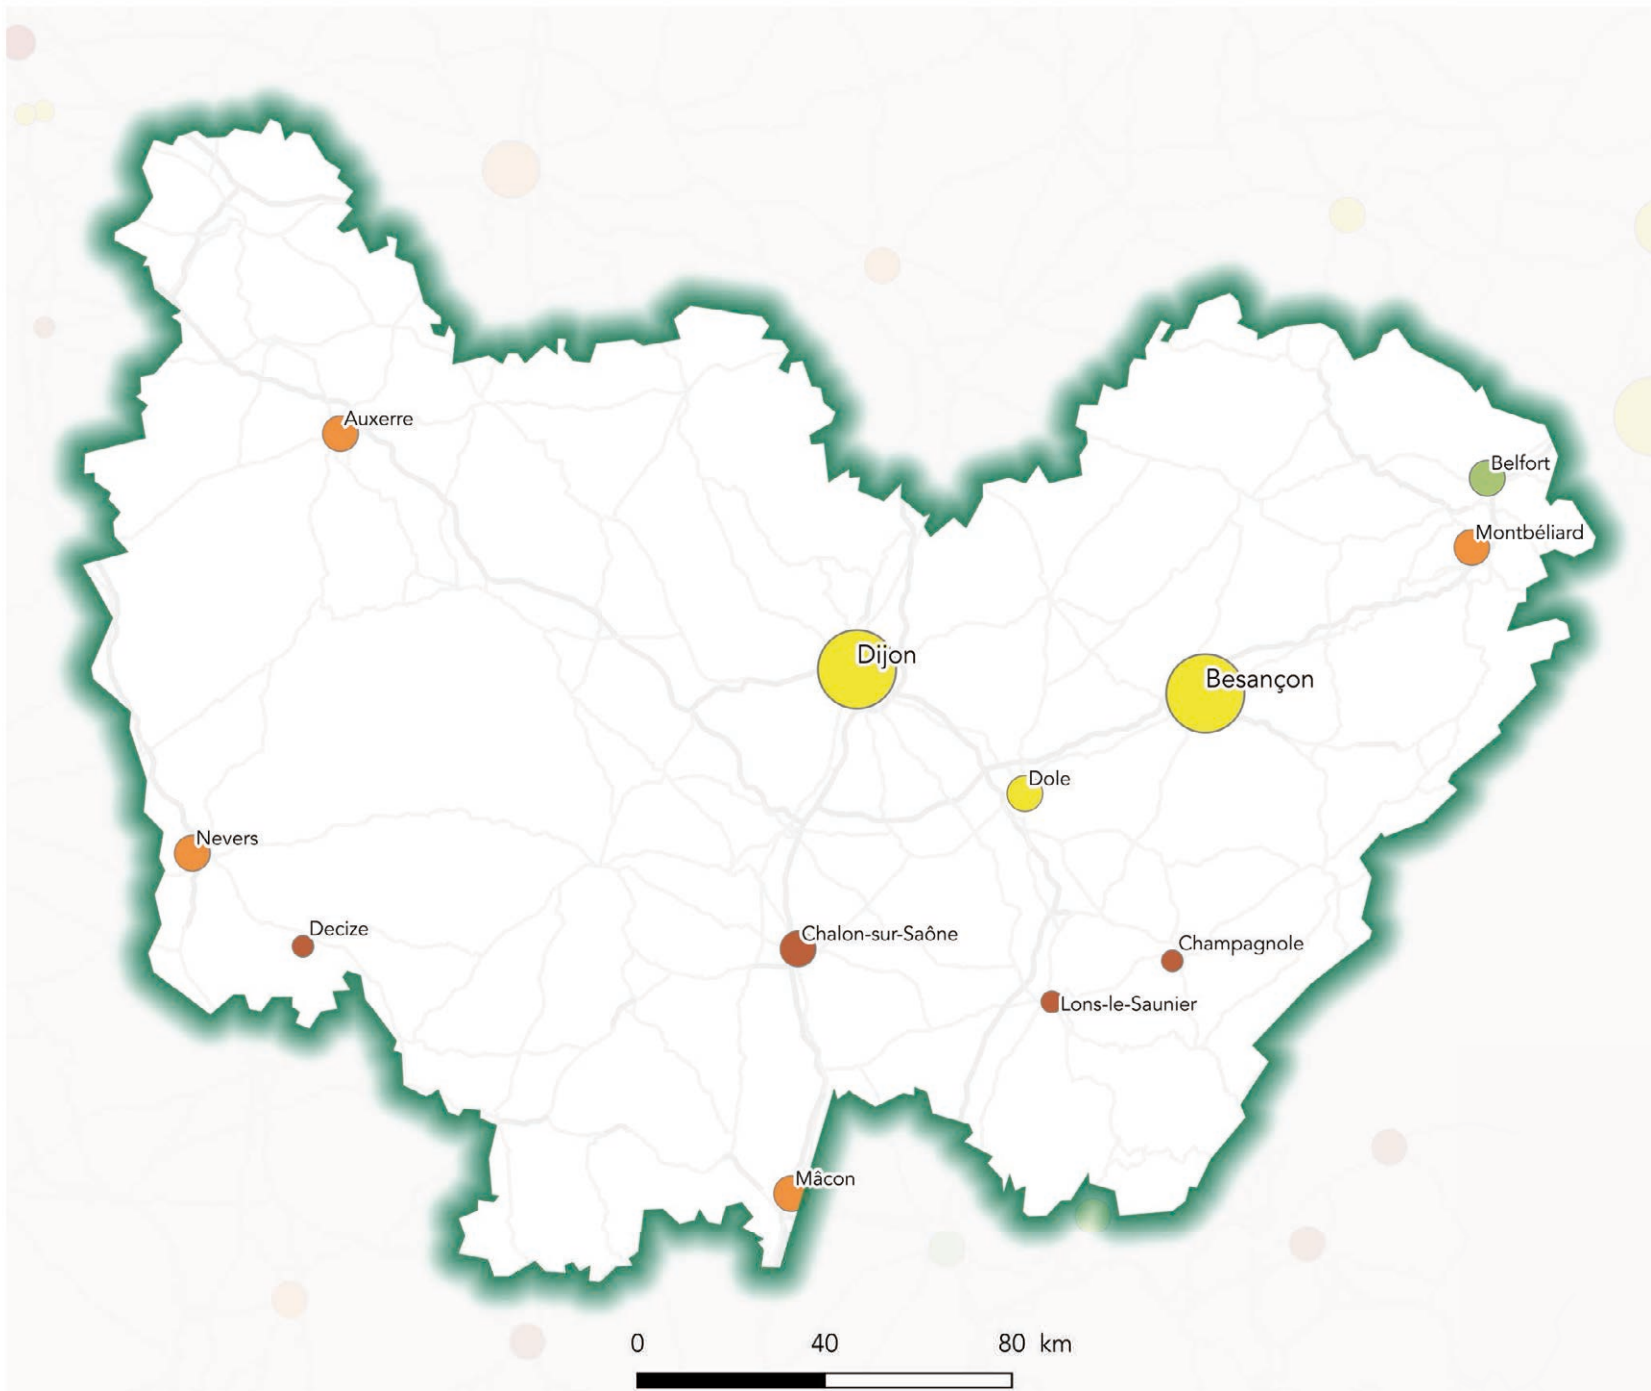 Auxerre
Belfort
Montbéliard
Dijon
Besançon
Dole
Nevers
Decize
Chalon-sur-Saône
Champagnole
Lons-le-Saunier
Mâcon
0 40 80 km